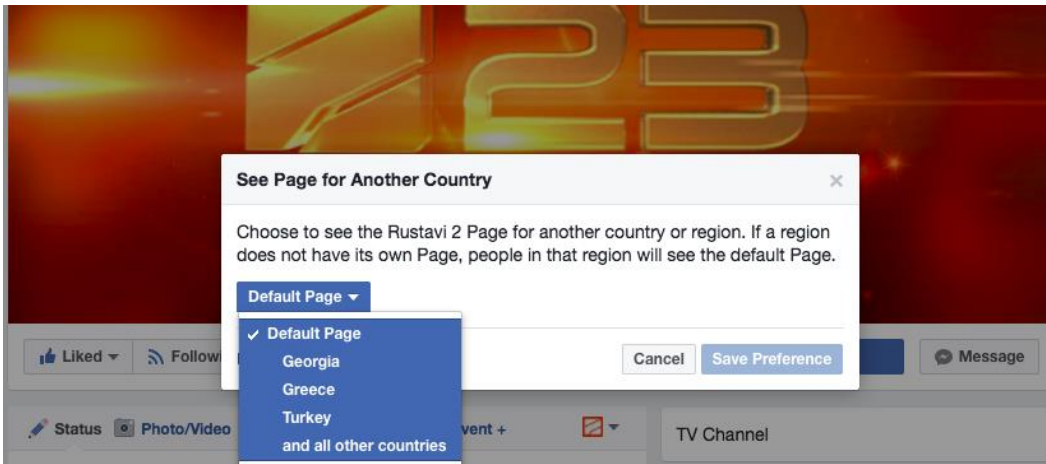 23
See Page for Another Country
Choose to see the Rustavi 2 Page for another country or region. If a region
does not have its own Page, people in that region will see the default Page.
Default Page
Default Page
Georgia
Greece
Turkey
and all other countries
Cancel Save Preference
Liked
Message
Status Photo/Video
TV Channel